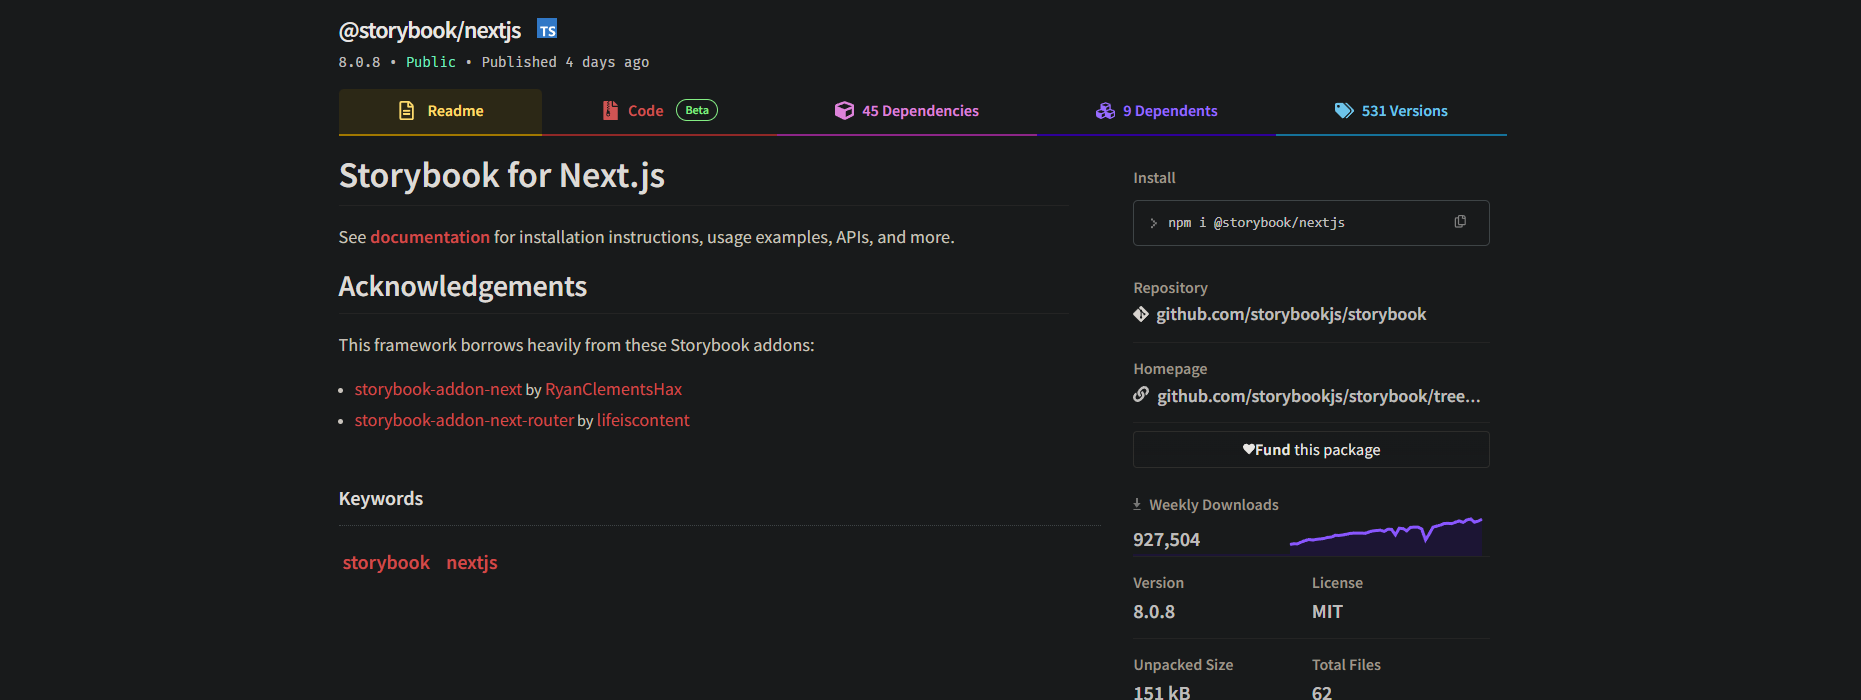 @storybook/nextjs TS
8.0.8 • Public • Published 4 days ago
Readme
Code Beta
45 Dependencies
9 Dependents
531 Versions
Storybook for Next.js
See documentation for installation instructions, usage examples, APIs, and more.
Acknowledgements
This framework borrows heavily from these Storybook addons:
• storybook-addon-next by RyanClementsHax
• storybook-addon-next-router by lifeiscontent
Keywords
storybook nextjs
Install
> npm i @storybook/nextjs
Repository
github.com/storybookjs/storybook
Homepage
github.com/storybookjs/storybook/tree...
Fund this package
Weekly Downloads
927,504
Version
8.0.8
License
MIT
Unpacked Size
151 kB
Total Files
62